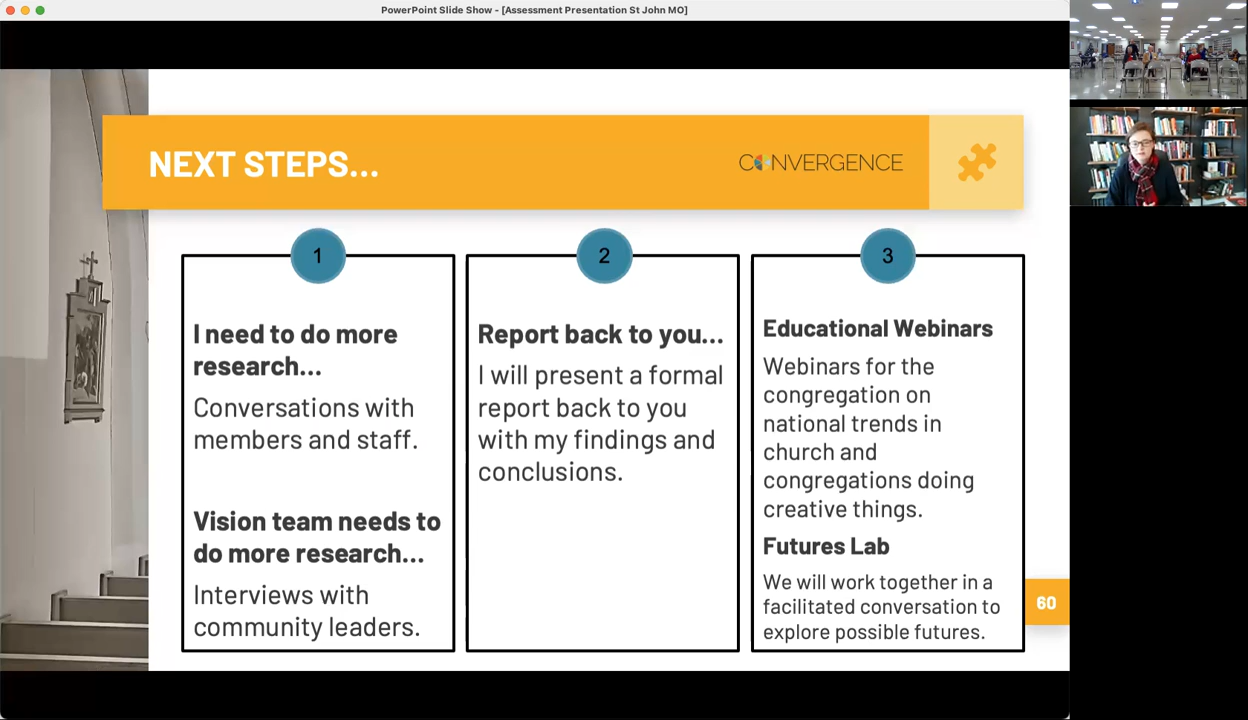 PowerPoint Slide Show - [Assessment Presentation St John MO]
NEXT STEPS...
CONVERGENCE
1
I need to do more
research...
Conversations with
members and staff.
Vision team needs to
do more research...
Interviews with
community leaders.
2
Report back to you...
I will present a formal
report back to you
with my findings and
conclusions.
3
Educational Webinars
Webinars for the
congregation on
national trends in
church and
congregations doing
creative things.
Futures Lab
We will work together in a
facilitated conversation to
explore possible futures.
60